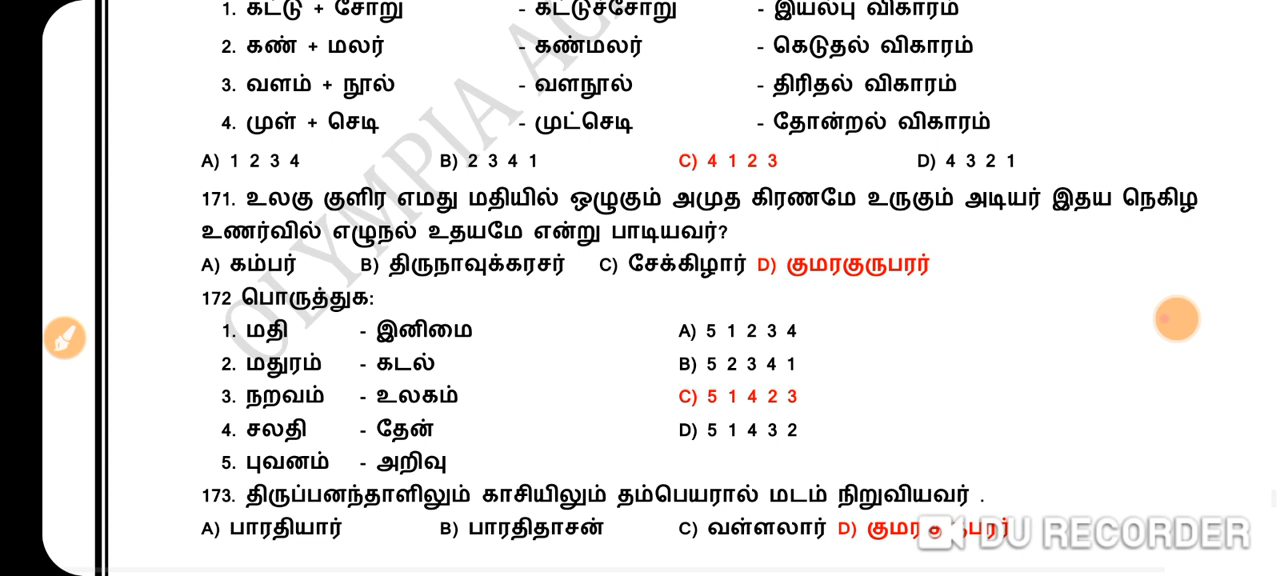 1. கட்டு + சோறு - கட்டுச்சோறு - இயல்பு விகாரம்
2. கண் + மலர் - கண்மலர் - கெடுதல் விகாரம்
3. வளம் + நூல் - வளநூல் - திரிதல் விகாரம்
4. முள் + செடி - முட்செடி - தோன்றல் விகாரம்
A) 1 2 3 4 B) 2 3 4 1 C) 4 1 2 3 D) 4 3 2 1
171. உலகு குளிர எமது மதியில் ஒழுகும் அமுத கிரணமே உருகும் அடியர் இதய நெகிழ
உணர்வில் எழுநல் உதயமே என்று பாடியவர்?
A) கம்பர் B) திருநாவுக்கரசர் C) சேக்கிழார் D) குமரகுருபரர்
172 பொருத்துக:
1. மதி - இனிமை A) 5 1 2 3 4
2. மதுரம் - கடல் B) 5 2 3 4 1
3. நறவம் - உலகம் C) 5 1 4 2 3
4. சலதி - தேன் D) 5 1 4 3 2
5. புவனம் - அறிவு
173. திருப்பனந்தாளிலும் காசியிலும் தம்பெயரால் மடம் நிறுவியவர் .
A) பாரதியார் B) பாரதிதாசன் C) வள்ளலார் D)
DU RECORDER
OLYMPIA